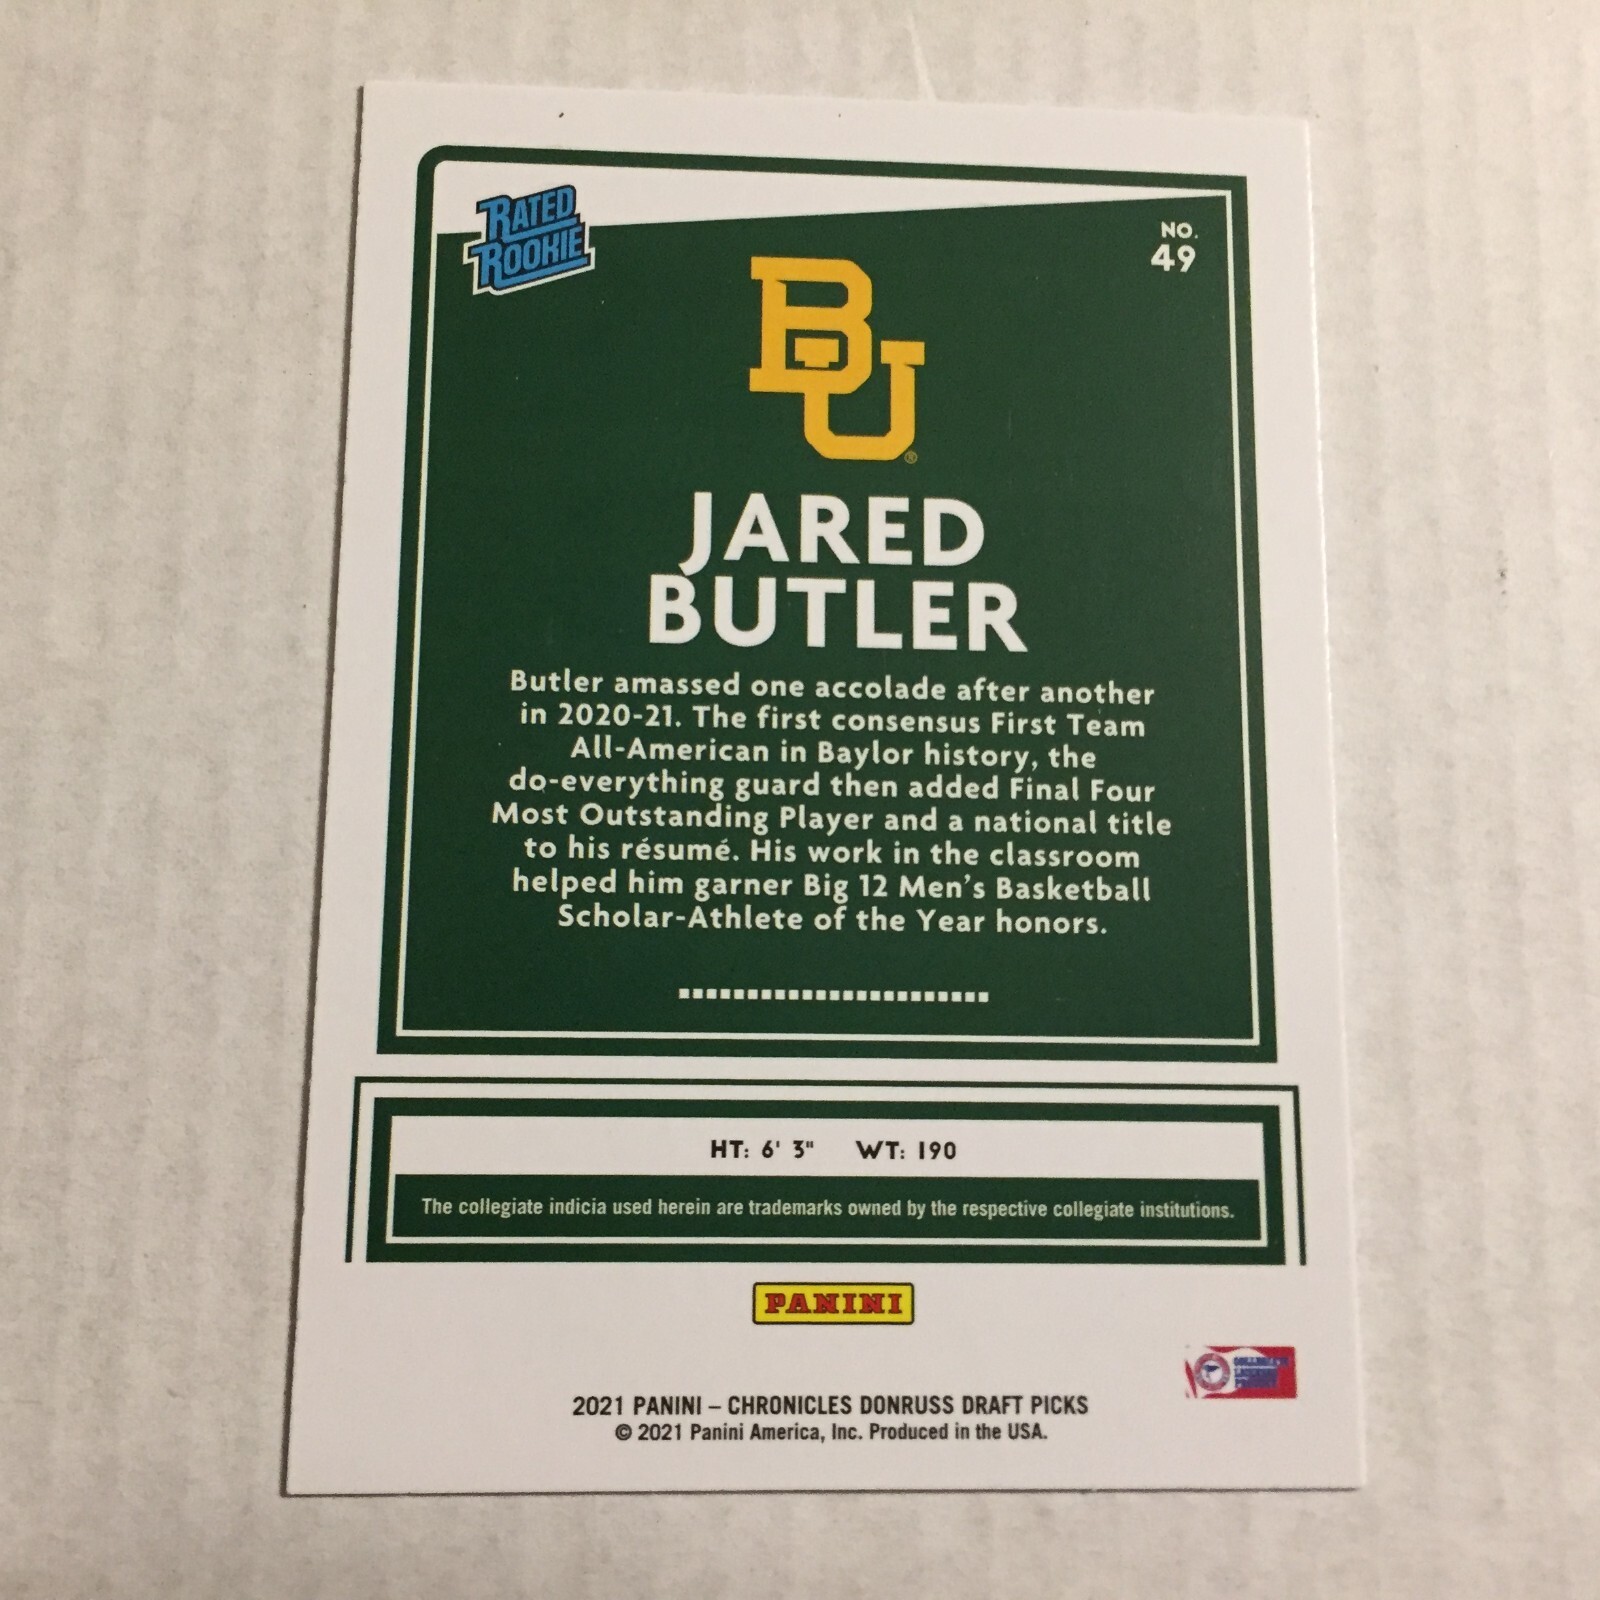 RATED
ROOKIE
NO.
49
BU
®
JARED
BUTLER
Butler amassed one accolade after another
in 2020-21. The first consensus First Team
All-American in Baylor history, the
do-everything guard then added Final Four
Most Outstanding Player and a national title
to his résumé. His work in the classroom
helped him garner Big 12 Men's Basketball
Scholar-Athlete of the Year honors.
HT: 6' 3" WT: 190
The collegiate indicia used herein are trademarks owned by the respective collegiate institutions.
PANINI
2021 PANINI – CHRONICLES DONRUSS DRAFT PICKS
© 2021 Panini America, Inc. Produced in the USA.